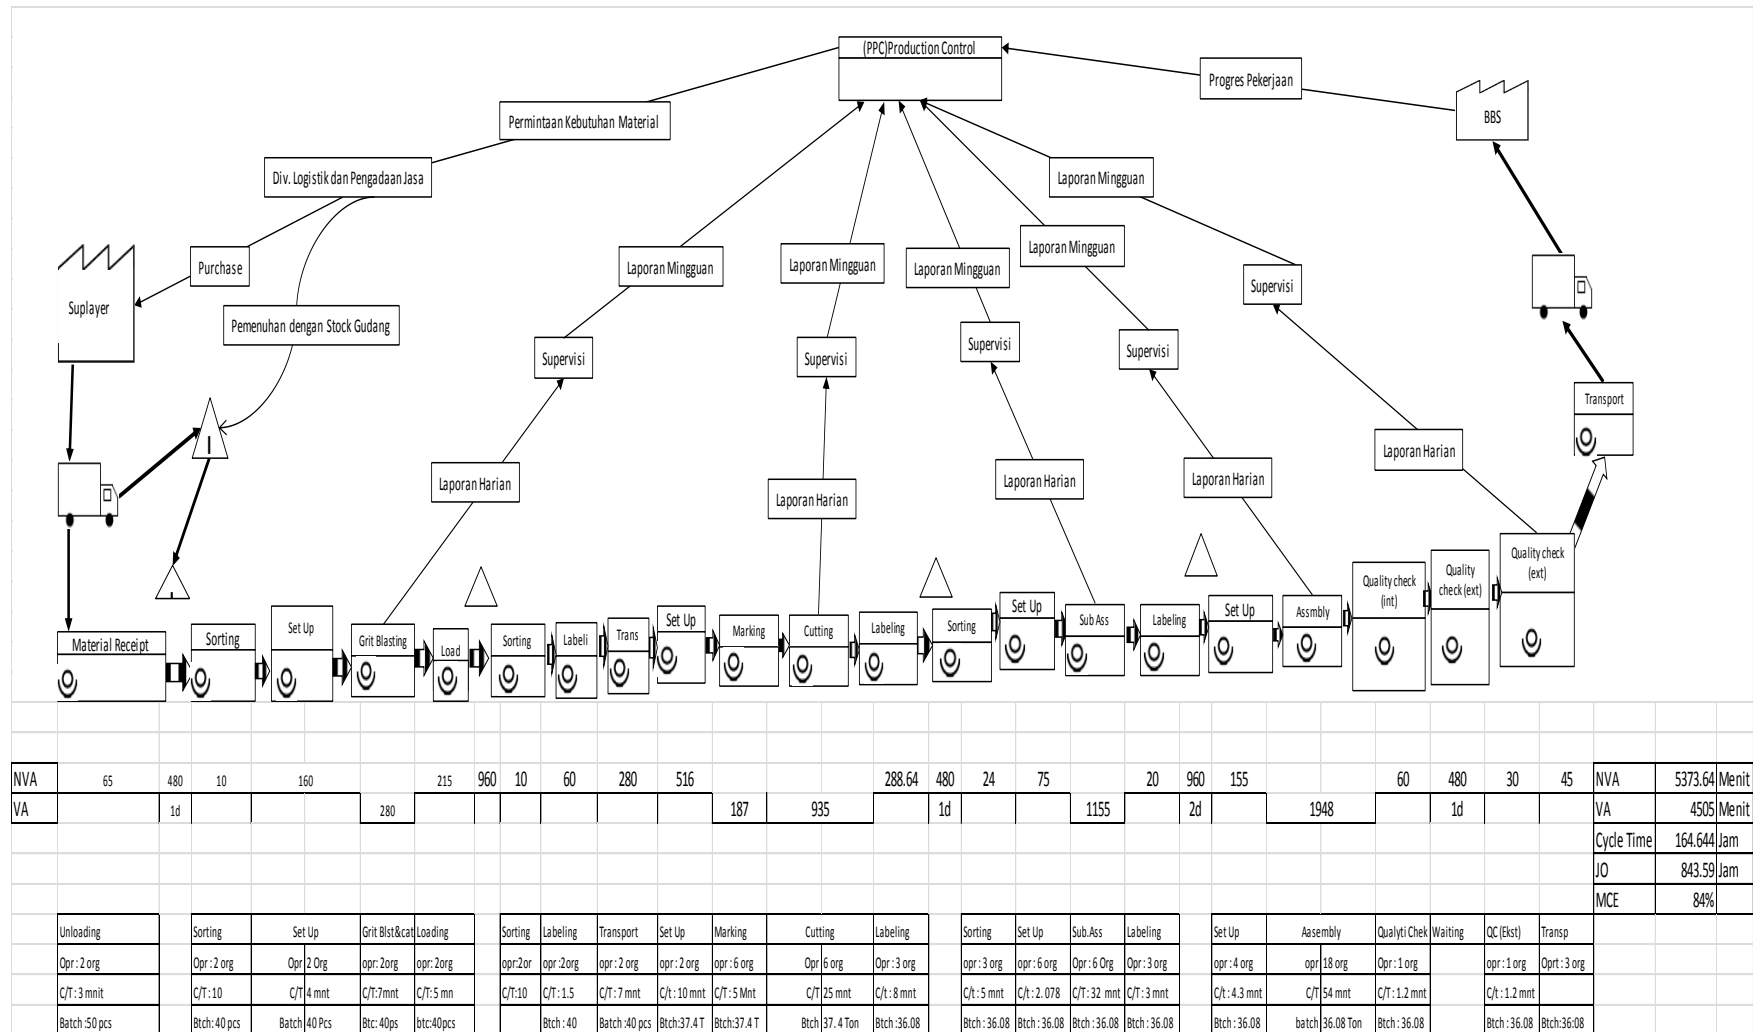 (PPC)Production Control
Progres Pekerjaan
BBS
Permintaan Kebutuhan Material
Div. Logistik dan Pengadaan Jasa
Laporan Mingguan
Laporan Mingguan
Laporan Mingguan
Laporan Mingguan
Laporan Mingguan
Purchase
Supervisi
Suplayer
Pemenuhan dengan Stock Gudang
Supervisi
Supervisi
Supervisi
Supervisi
Transport
Laporan Harian
Laporan Harian
Laporan Harian
Laporan Harian
Laporan Harian
Material Receipt
Sorting
Set Up
Grit Blasting
Load
Sorting
Labeli
Trans
Set Up
Marking
Cutting
Labeling
Sorting
Set Up
Sub Ass
Labeling
Set Up
Assmbly
Quality check
(int)
Quality
check (ext)
Quality check
(ext)
NVA 65 480 10 160 215 960 10 60 280 516 288.64 480 24 75 20 960 155 60 480 30 45 NVA 5373.64 Menit
VA 1d 280 187 935 1d 1155 2d 1948 1d VA 4505 Menit
Cycle Time 164.644 Jam
JO 843.59 Jam
MCE 84%
Unloading Sorting Set Up Grit Blst&cat Loading Sorting Labeling Transport Set Up Marking Cutting Labeling Sorting Set Up Sub.Ass Labeling Set Up Aasembly Qualyti Chek Waiting QC (Ekst) Transp
Opr : 2 org Opr : 2 org Opr 2 Org opr: 2org opr: 2org opr:2or opr :2org opr : 2 org opr : 2 org opr : 6 org Opr 6 org Opr : 3 org opr : 3 org opr : 6 org Opr : 6 Org opr : 3 org opr : 4 org opr 18 org Opr : 1 org opr : 1 org Oprt : 3 org
C/T : 3 mnit C/T : 10 C/T 4 mnt C/T:7mnt C/T: 5 mn C/T:10 C/T : 1.5 C/T : 7 mnt C/t : 10 mnt C/T : 5 Mnt C/T 25 mnt C/t : 8 mnt C/t : 5 mnt C/t : 2. 078 C/T : 32 mnt C/T : 3 mnt C/t : 4.3 mnt C/T 54 mnt C/T : 1.2 mnt C/t : 1.2 mnt
Batch :50 pcs Btch: 40 pcs Batch 40 Pcs Btc: 40ps btc:40pcs Btch : 40 Batch :40 pcs Btch:37.4 T Btch:37.4 T Btch 37. 4 Ton Btch :36.08 Btch :36.08 Btch : 36.08 Btch :36.08 Btch :36.08 Btch : 36.08 batch 36.08 Ton Btch : 36.08 Btch :36.08 Btch:36:08